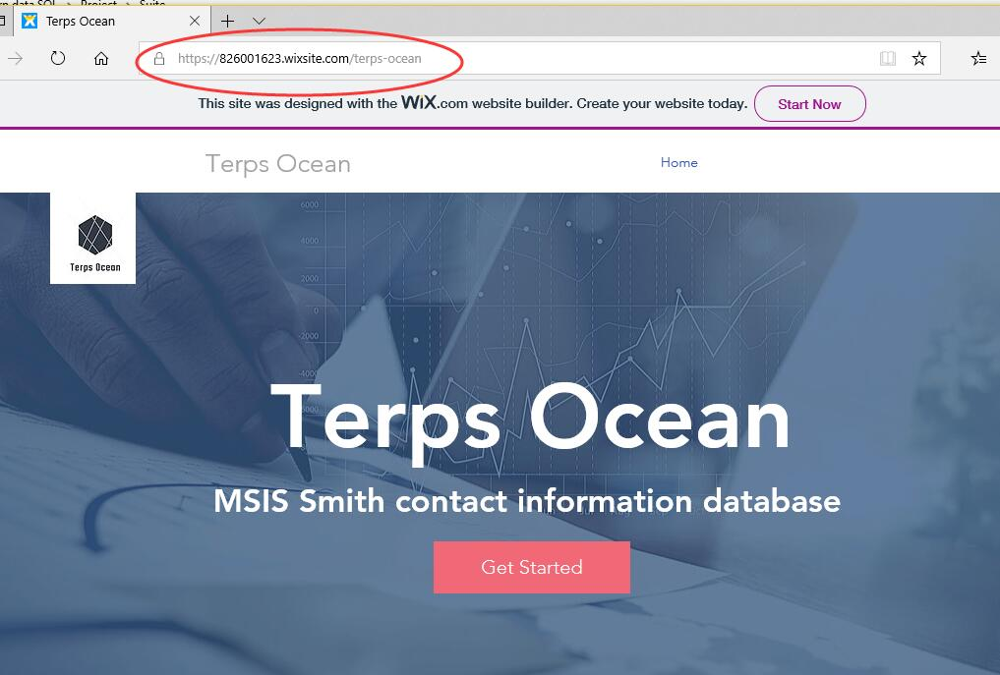 Terps Ocean
https://826001623.wixsite.com/terps-ocean
This site was designed with the WiX.com website builder. Create your website today. Start Now
Terps Ocean
Home
6000
4000
2000
0
-2000
-4000
Terps Ocean
Terps Ocean
MSIS Smith contact information database
Get Started